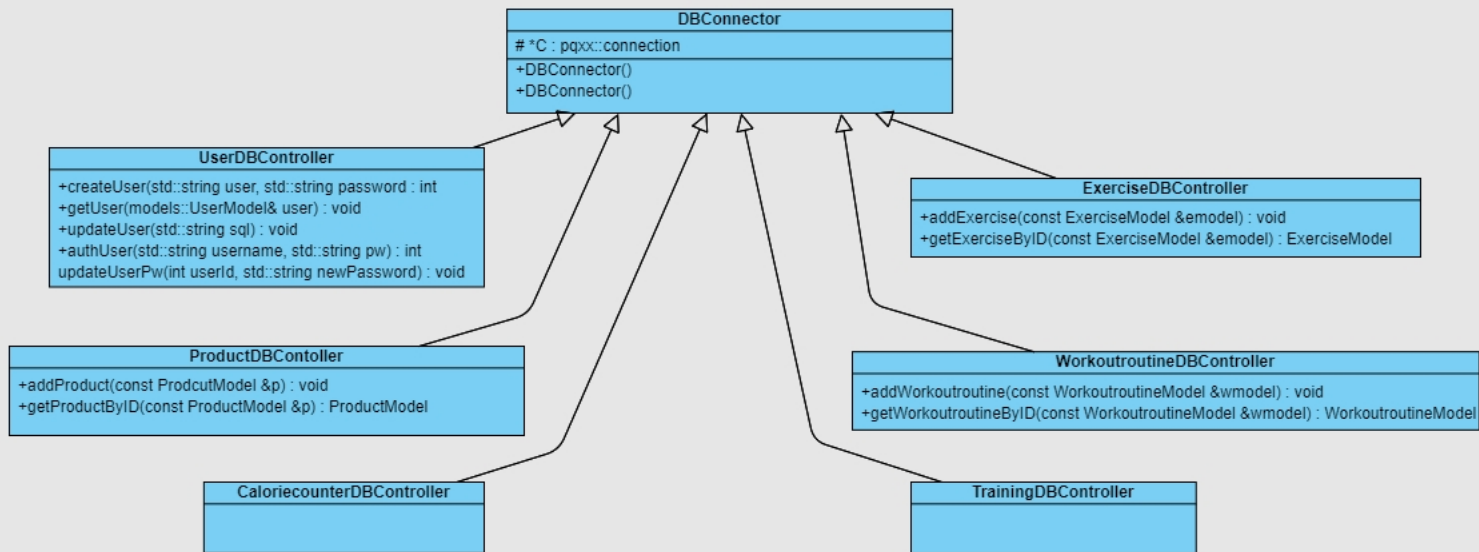 DBConnector
# *C : pqxx::connection
+DBConnector()
+DBConnector()
UserDBController
+createUser(std::string user, std::string password : int
+getUser(models::UserModel& user) : void
+updateUser(std::string sql) : void
+authUser(std::string username, std::string pw) : int
updateUserPw(int userId, std::string newPassword) : void
ExerciseDBController
+addExercise(const ExerciseModel &emodel) : void
+getExerciseByID(const ExerciseModel &emodel) : ExerciseModel
ProductDBContoller
+addProduct(const ProdcutModel &p) : void
+getProductByID(const ProductModel &p) : ProductModel
WorkoutroutineDBController
+addWorkoutroutine(const WorkoutroutineModel &wmodel) : void
+getWorkoutroutineByID(const WorkoutroutineModel &wmodel) : WorkoutroutineModel
CaloriecounterDBController
TrainingDBController